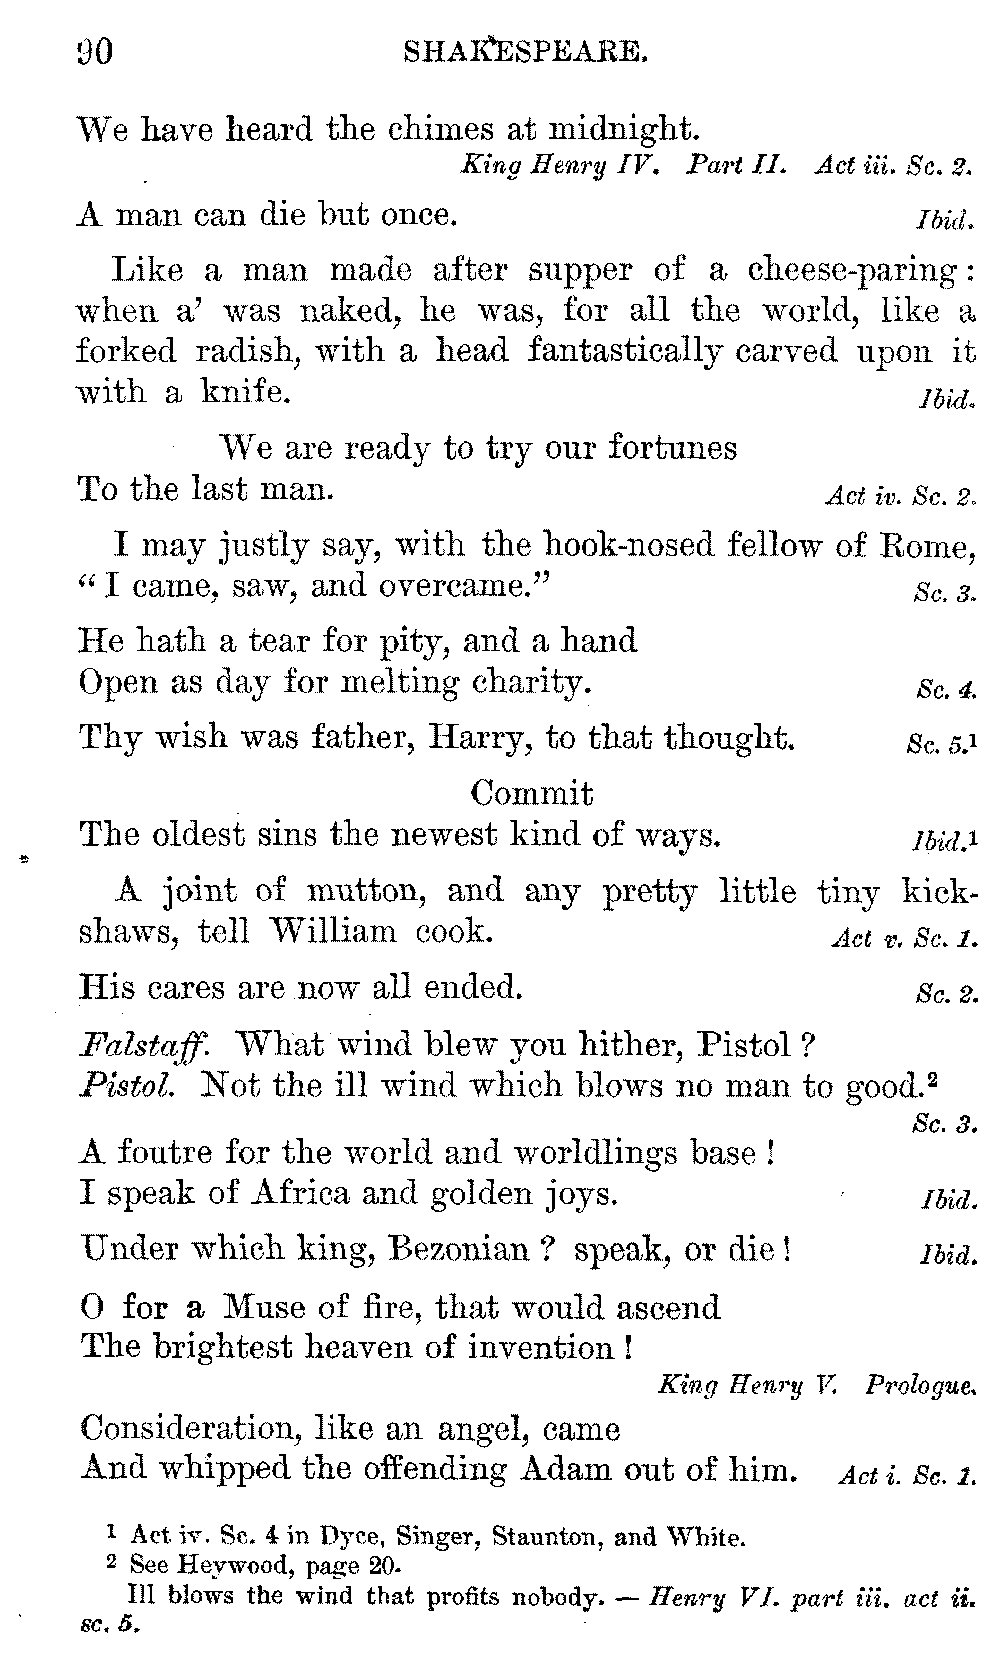 90 SHAKESPEARE.
We have heard the chimes at midnight.
King Henry IV. Part II. Act iii. Sc. 2.
A man can die but once. Ibid.
Like a man made after supper of a cheese-paring:
when a' was naked, he was, for all the world, like a
forked radish, with a head fantastically carved upon it
with a knife. Ibid.
We are ready to try our fortunes
To the last man. Act iv. Sc. 2.
I may justly say, with the hook-nosed fellow of Rome,
“I came, saw, and overcame.” Sc. 3.
He hath a tear for pity, and a hand
Open as day for melting charity. Sc. 4.
Thy wish was father, Harry, to that thought. Sc. 5.¹
Commit
The oldest sins the newest kind of ways. Ibid.¹
A joint of mutton, and any pretty little tiny kick-
shaws, tell William cook. Act v. Sc. 1.
His cares are now all ended. Sc. 2.
Falstaff. What wind blew you hither, Pistol?
Pistol. Not the ill wind which blows no man to good.²
Sc. 3.
A foutre for the world and worldlings base!
I speak of Africa and golden joys. Ibid.
Under which king, Bezonian? speak, or die! Ibid.
O for a Muse of fire, that would ascend
The brightest heaven of invention!
King Henry V. Prologue.
Consideration, like an angel, came
And whipped the offending Adam out of him. Act i. Sc. 1.
1 Act iv. Sc. 4 in Dyce, Singer, Staunton, and White.
2 See Heywood, page 20.
Ill blows the wind that profits nobody. — Henry VI. part iii. act ii.
sc. 5.